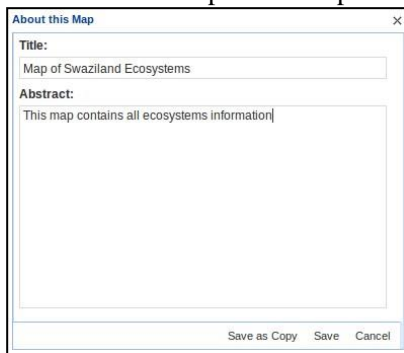 About this Map
Title:
Map of Swaziland Ecosystems
Abstract:
This map contains all ecosystems information
Save as Copy Save Cancel